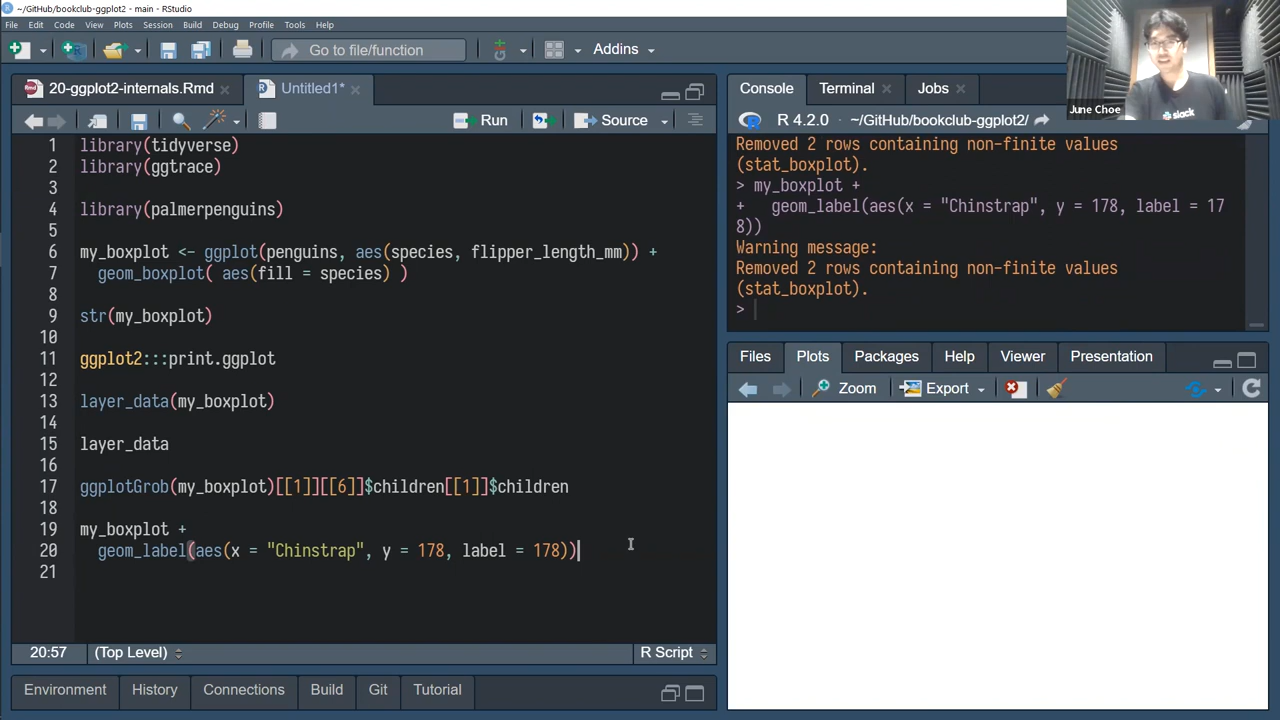 ~/GitHub/bookclub-ggplot2 - main - RStudio
File Edit Code View Plots Session Build Debug Profile Tools Help
Go to file/function Addins
20-ggplot2-internals.Rmd Untitled1*
Run Source
1 library(tidyverse)
2 library(ggtrace)
3
4 library(palmerpenguins)
5
6 my_boxplot <- ggplot(penguins, aes(species, flipper_length_mm)) +
7 geom_boxplot( aes(fill = species) )
8
9 str(my_boxplot)
10
11 ggplot2:::print.ggplot
12
13 layer_data(my_boxplot)
14
15 layer_data
16
17 ggplotGrob(my_boxplot)[[1]][[6]]$children[[1]]$children
18
19 my_boxplot +
20 geom_label(aes(x = "Chinstrap", y = 178, label = 178))
21
20:57 (Top Level) R Script
Environment History Connections Build Git Tutorial
Console Terminal Jobs
R 4.2.0 ~/GitHub/bookclub-ggplot2/
Removed 2 rows containing non-finite values
(stat_boxplot).
> my_boxplot +
+ geom_label(aes(x = "Chinstrap", y = 178, label = 17
8))
Warning message:
Removed 2 rows containing non-finite values
(stat_boxplot).
>
Files Plots Packages Help Viewer Presentation
Zoom Export
June Choe
slack